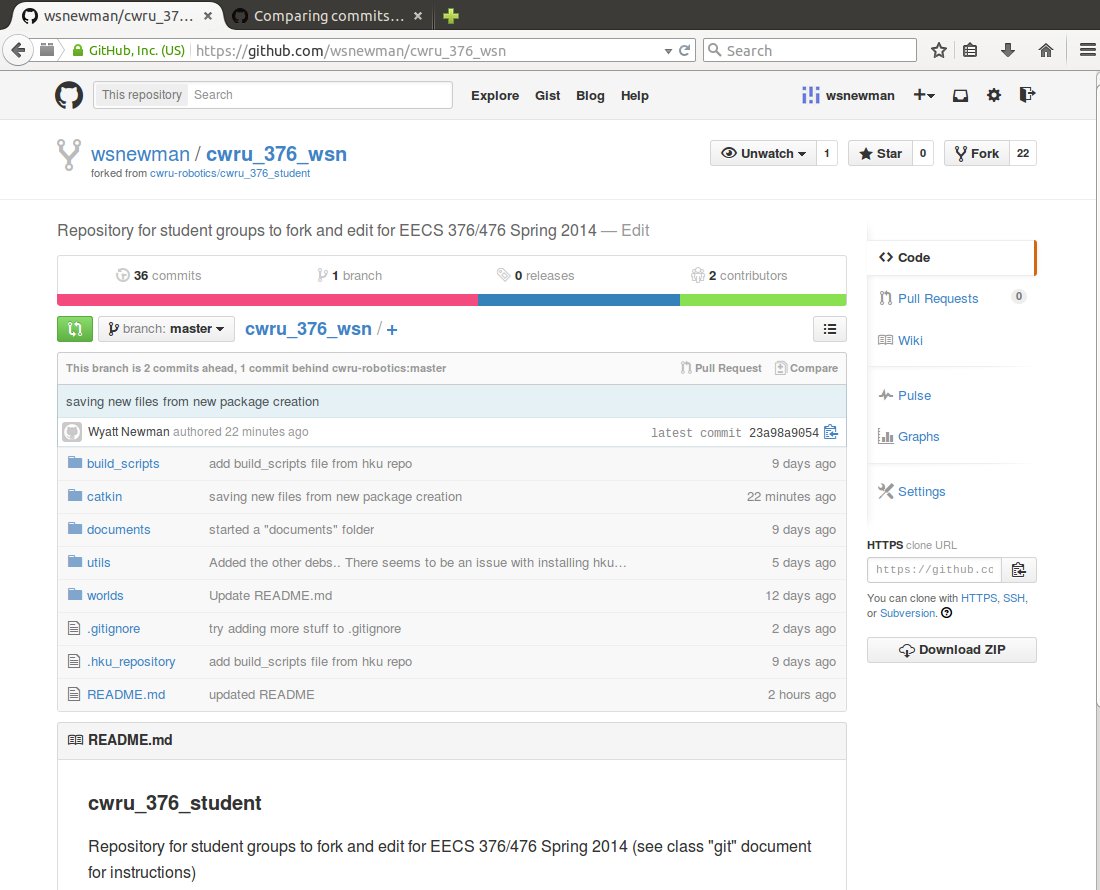 wsnewman/cwru_37... × Comparing commits... ×
GitHub, Inc. (US) https://github.com/wsnewman/cwru_376_wsn Search
This repository Search Explore Gist Blog Help wsnewman
wsnewman / cwru_376_wsn Unwatch 1 Star 0 Fork 22
forked from cwru-robotics/cwru_376_student
Repository for student groups to fork and edit for EECS 376/476 Spring 2014 — Edit
36 commits 1 branch 0 releases 2 contributors
branch: master cwru_376_wsn / +
This branch is 2 commits ahead, 1 commit behind cwru-robotics:master Pull Request Compare
saving new files from new package creation
Wyatt Newman authored 22 minutes ago latest commit 23a98a9054
build_scripts add build_scripts file from hku repo 9 days ago
catkin saving new files from new package creation 22 minutes ago
documents started a "documents" folder 9 days ago
utils Added the other debs.. There seems to be an issue with installing hku... 5 days ago
worlds Update README.md 12 days ago
.gitignore try adding more stuff to .gitignore 2 days ago
.hku_repository add build_scripts file from hku repo 9 days ago
README.md updated README 2 hours ago
README.md
cwru_376_student
Repository for student groups to fork and edit for EECS 376/476 Spring 2014 (see class "git" document
for instructions)
Code
Pull Requests 0
Wiki
Pulse
Graphs
Settings
HTTPS clone URL
https://github.cc
You can clone with HTTPS, SSH,
or Subversion.
Download ZIP